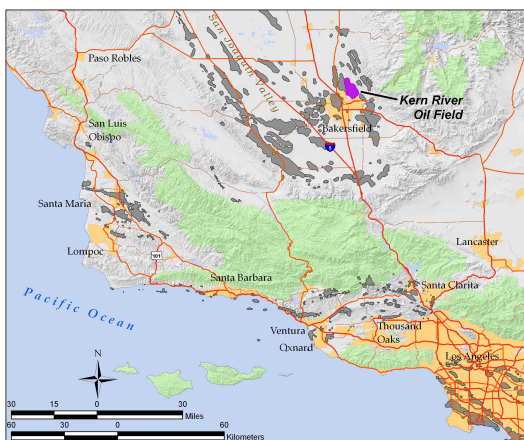 San Joaquin Valley
Paso Robles
Kern River
Oil Field
Bakersfield
San Luis
Obispo
Santa Maria
Lompoc
101
Lancaster
Santa Barbara
Santa Clarita
Pacific Ocean
Ventura
Oxnard
Thousand
Oaks
Los Angeles
N
30 15 0 30
Miles
60 30 0 60
Kilometers